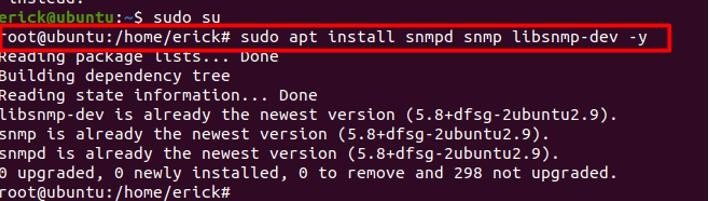 instead.
erick@ubuntu:~$ sudo su
root@ubuntu:/home/erick# sudo apt install snmpd snmp libsnmp-dev -y
Reading package lists... Done
Building dependency tree
Reading state information... Done
libsnmp-dev is already the newest version (5.8+dfsg-2ubuntu2.9).
snmp is already the newest version (5.8+dfsg-2ubuntu2.9).
snmpd is already the newest version (5.8+dfsg-2ubuntu2.9).
0 upgraded, 0 newly installed, 0 to remove and 298 not upgraded.
root@ubuntu:/home/erick#